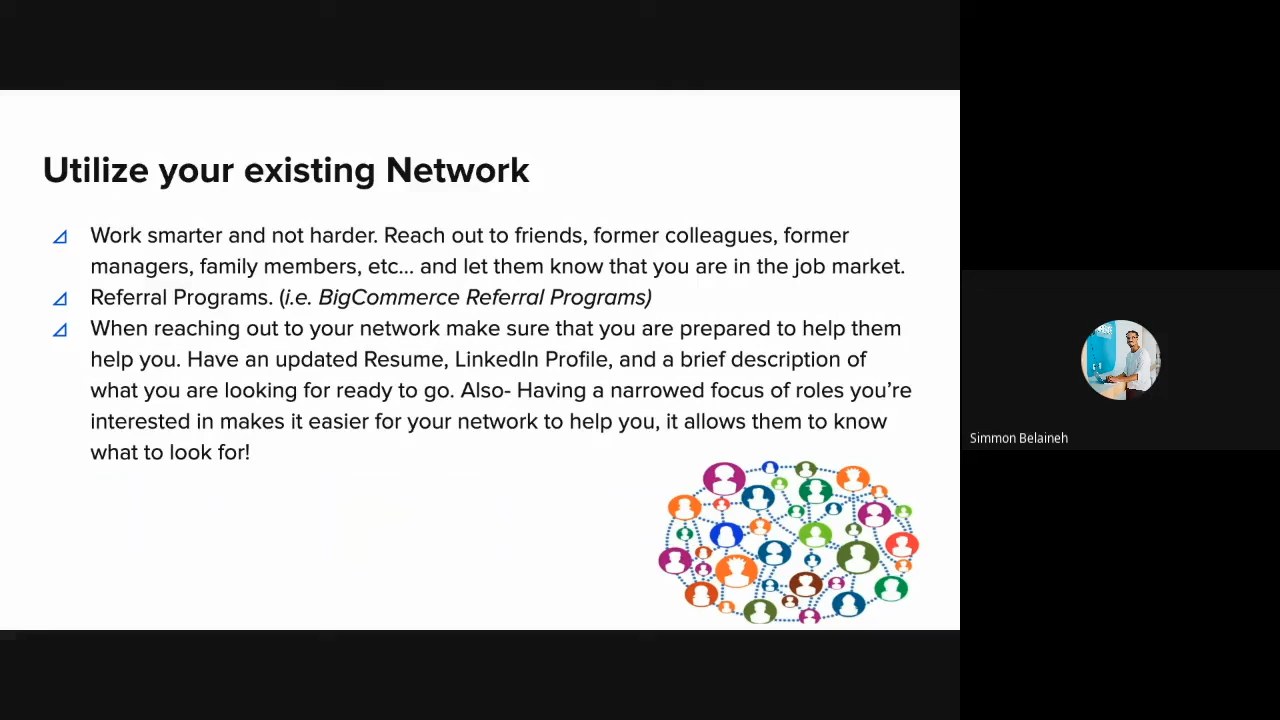 Utilize your existing Network
Work smarter and not harder. Reach out to friends, former colleagues, former
managers, family members, etc... and let them know that you are in the job market.
Referral Programs. (i.e. BigCommerce Referral Programs)
When reaching out to your network make sure that you are prepared to help them
help you. Have an updated Resume, LinkedIn Profile, and a brief description of
what you are looking for ready to go. Also- Having a narrowed focus of roles you're
interested in makes it easier for your network to help you, it allows them to know
what to look for!
Simmon Belaineh